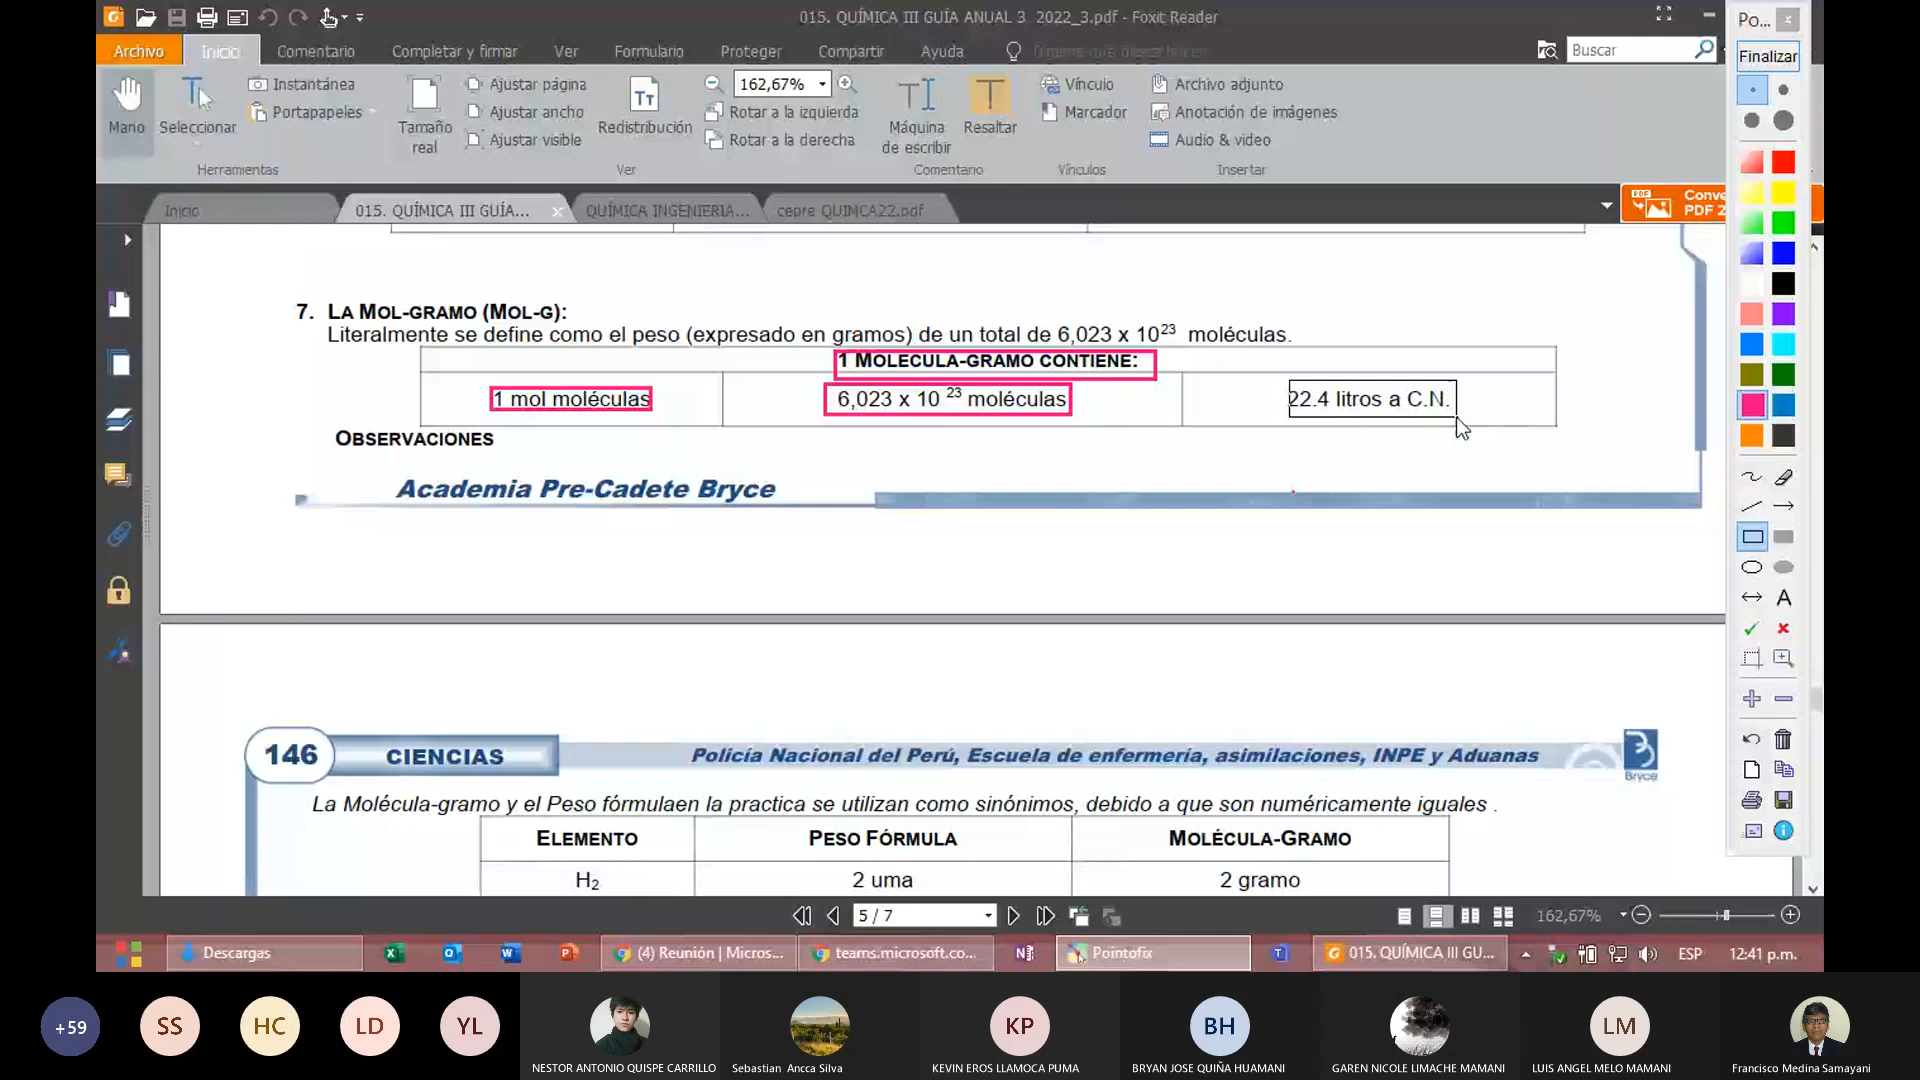 015. QUÍMICA III GUÍA ANUAL 3 2022_3.pdf - Foxit Reader
Po...
Archivo
Inicio
Comentario
Completar y firmar
Ver
Formulario
Proteger
Compartir
Ayuda
Buscar
Finalizar
Mano
Seleccionar
Instantánea
Portapapeles
Tamaño real
Ajustar página
Ajustar ancho
Ajustar visible
Redistribución
162,67%
Rotar a la izquierda
Rotar a la derecha
Máquina de escribir
Resaltar
Vínculo
Marcador
Archivo adjunto
Anotación de imágenes
Audio & video
Herramientas
Ver
Comentario
Vínculos
Insertar
Inicio
015. QUÍMICA III GUÍA...
QUÍMICA INGENIERIA...
cepre QUIMCA22.pdf
Conve
PDF 2
7. LA MOL-GRAMO (MOL-G):
Literalmente se define como el peso (expresado en gramos) de un total de 6,023 x 10²³ moléculas.
1 MOLECULA-GRAMO CONTIENE:
1 mol moléculas
6,023 x 10 ²³ moléculas
22.4 litros a C.N.
OBSERVACIONES
Academia Pre-Cadete Bryce
146
CIENCIAS
Policía Nacional del Perú, Escuela de enfermería, asimilaciones, INPE y Aduanas
Bryce
La Molécula-gramo y el Peso fórmulaen la practica se utilizan como sinónimos, debido a que son numéricamente iguales .
ELEMENTO
PESO FÓRMULA
MOLÉCULA-GRAMO
H₂
2 uma
2 gramo
5 / 7
162,67%
Descargas
(4) Reunión | Micros...
teams.microsoft.co...
Pointofix
015. QUÍMICA III GU...
ESP
12:41 p.m.
+59
SS
HC
LD
YL
KP
BH
LM
NESTOR ANTONIO QUISPE CARRILLO
Sebastian Ancca Silva
KEVIN EROS LLAMOCA PUMA
BRYAN JOSE QUIÑA HUAMANI
GAREN NICOLE LIMACHE MAMANI
LUIS ANGEL MELO MAMANI
Francisco Medina Samayani